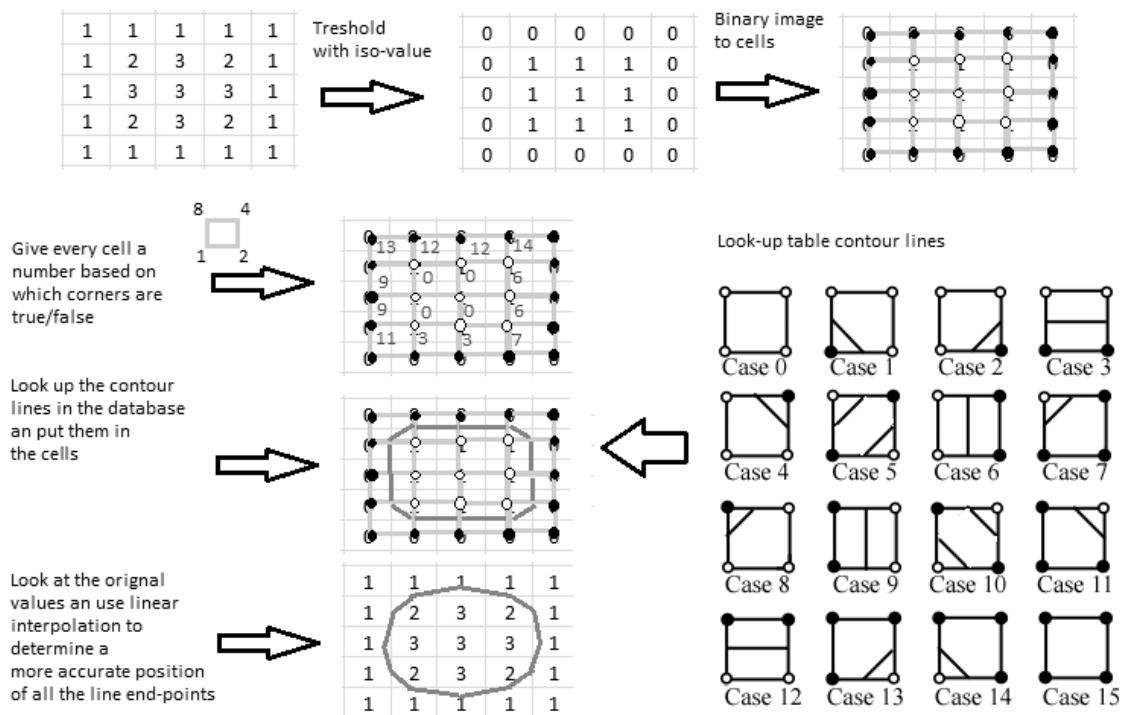 1 1 1 1 1
1 2 3 2 1
1 3 3 3 1
1 2 3 2 1
1 1 1 1 1
Treshold
with iso-value
0 0 0 0 0
0 1 1 1 0
0 1 1 1 0
0 1 1 1 0
0 0 0 0 0
Binary image
to cells
8 4
1 2
Give every cell a
number based on
which corners are
true/false
13 12 12 14
9 0 0 6
9 0 0 6
11 3 3 7
Look up the contour
lines in the database
an put them in
the cells
Look at the orignal
values an use linear
interpolation to
determine a
more accurate position
of all the line end-points
1 1 1 1 1
1 2 3 2 1
1 3 3 3 1
1 2 3 2 1
1 1 1 1 1
Look-up table contour lines
Case 0 Case 1 Case 2 Case 3
Case 4 Case 5 Case 6 Case 7
Case 8 Case 9 Case 10 Case 11
Case 12 Case 13 Case 14 Case 15